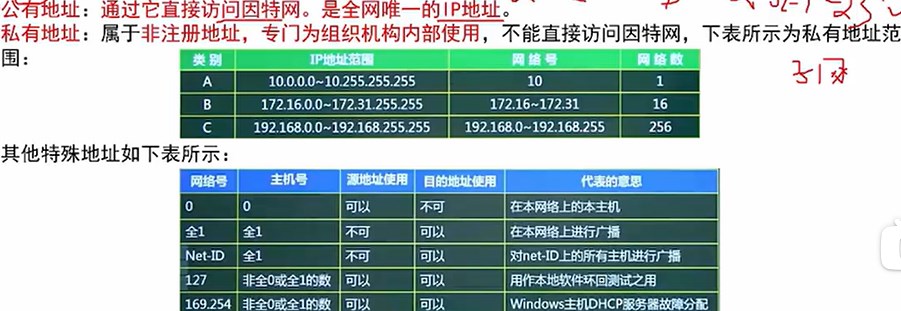 公有地址：通过它直接访问因特网。是全网唯一的IP地址。
私有地址：属于非注册地址，专门为组织机构内部使用，不能直接访问因特网，下表所示为私有地址范
围：
类 别 IP地址范围 网 络 号 网 络 数
A 10.0.0.0~10.255.255.255 10 1
B 172.16.0.0~172.31.255.255 172.16~172.31 16
C 192.168.0.0~192.168.255.255 192.168.0~192.168.255 256
其他特殊地址如下表所示：
网络号 主机号 源地址使用 目的地址使用 代表的意思
0 0 可以 不可 在本网络上的本主机
全1 全1 不可 可以 在本网络上进行广播
Net-ID 全1 不可 可以 对net-ID上的所有主机进行广播
127 非全0或全1的数 可以 可以 用作本地软件环回测试之用
169.254 非全0或全1的数 可以 可以 Windows主机DHCP服务器故障分配